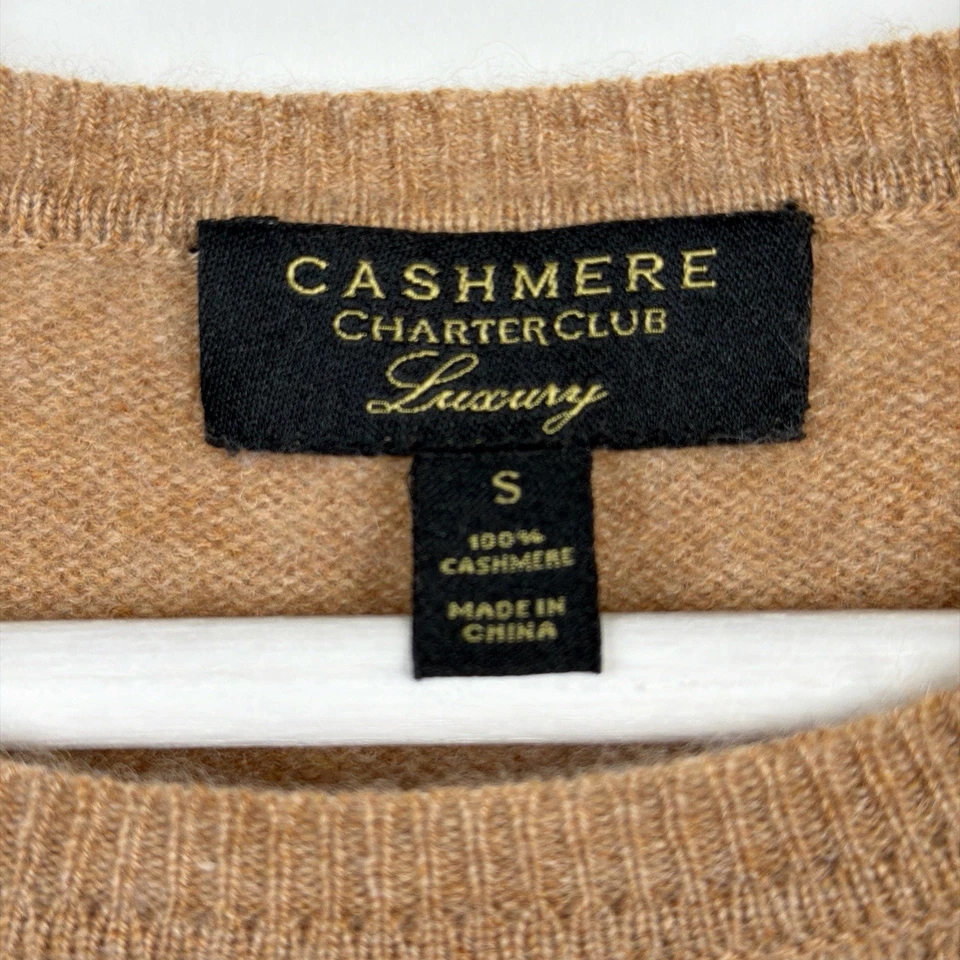 CASHMERE
CHARTER CLUB
Luxury
S
100%
CASHMERE
MADE IN
CHINA